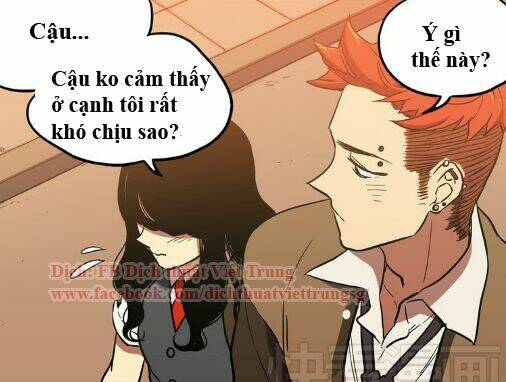 Cậu...
Cậu ko cảm thấy
ở cạnh tôi rất
khó chịu sao?
Ý gì
thế này?
Dịch: FB Dịch thuật Việt Trung
www.facebook.com/dichthuatviettrungsg